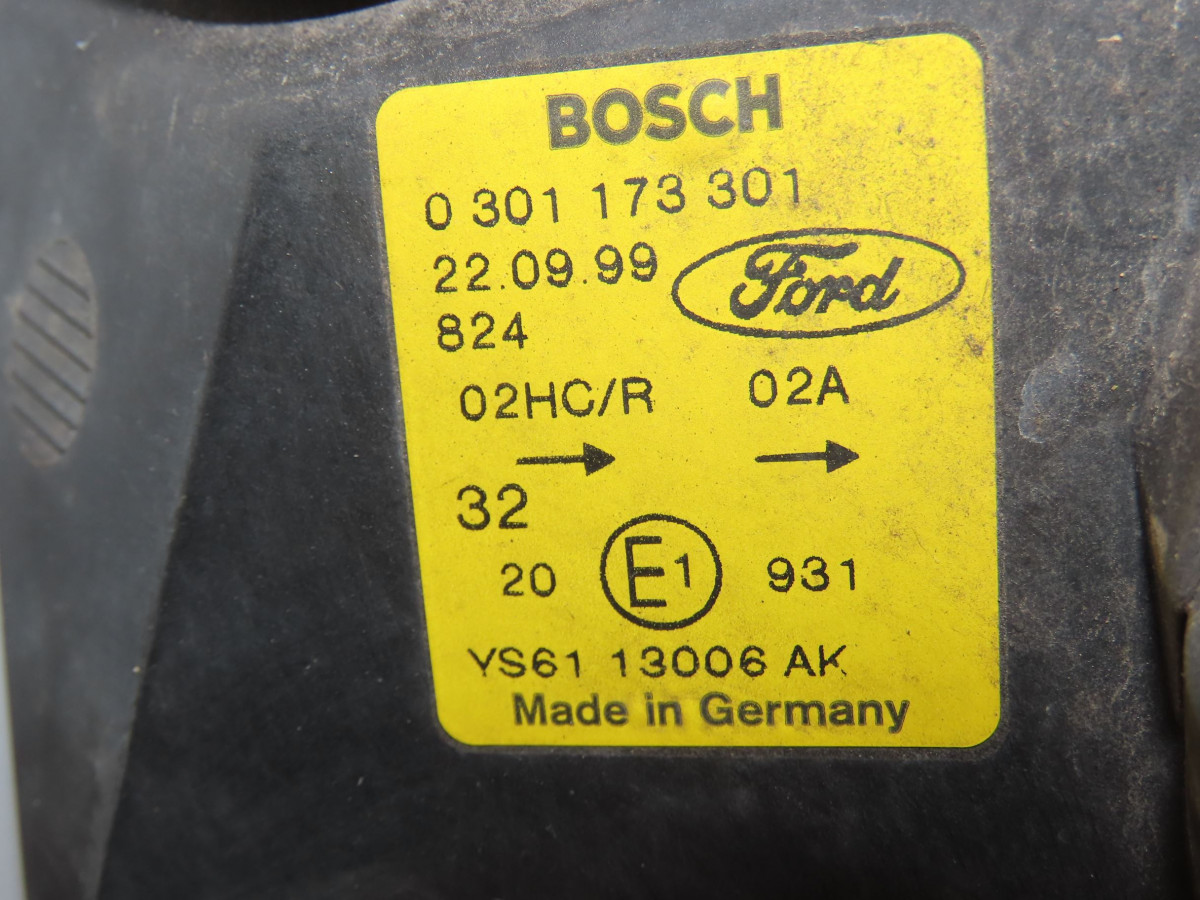 BOSCH
0 301 173 301
22.09.99
Ford
824
02HC/R 02A
32
20 E1 931
YS61 13006 AK
Made in Germany